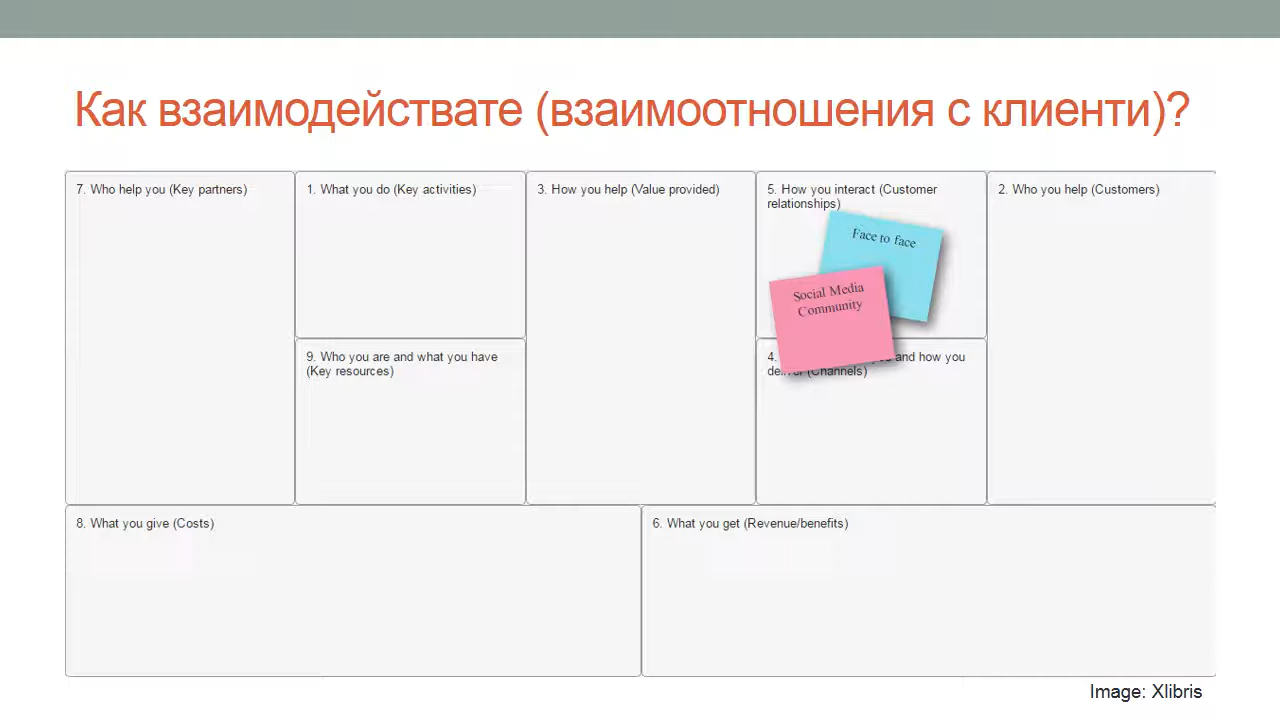 Как взаимодействате (взаимоотношения с клиенти)?
7. Who help you (Key partners)
1. What you do (Key activities)
3. How you help (Value provided)
5. How you interact (Customer
relationships)
2. Who you help (Customers)
Face to face
Social Media
Community
9. Who you are and what you have
(Key resources)
4. and how you
(Channels)
8. What you give (Costs)
6. What you get (Revenue/benefits)
Image: Xlibris